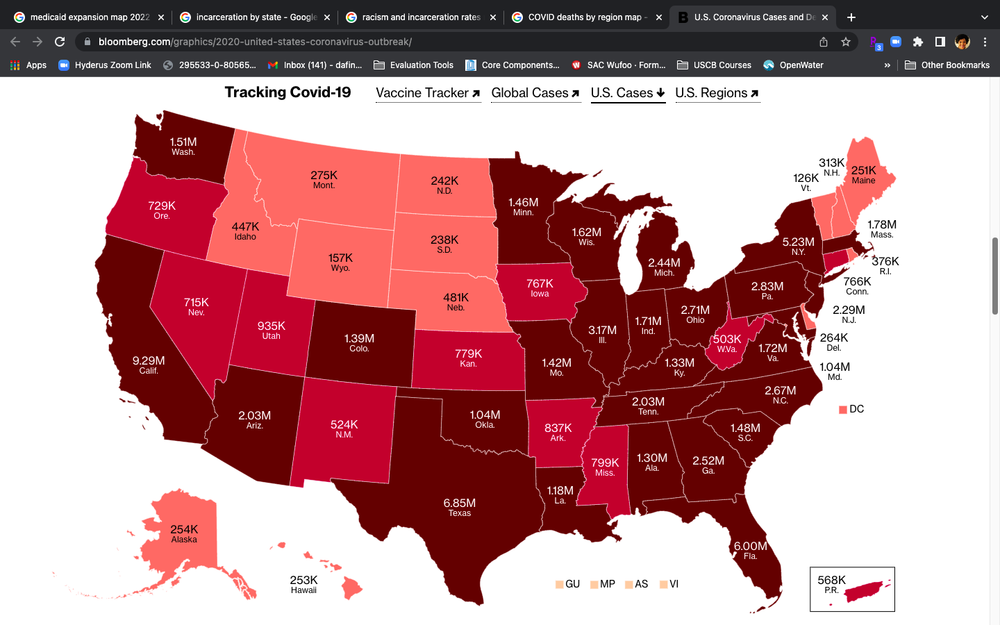 medicaid expansion map 2022
incarceration by state - Google
racism and incarceration rates
COVID deaths by region map -
U.S. Coronavirus Cases and De
bloomberg.com/graphics/2020-united-states-coronavirus-outbreak/
3
Apps
Hyderus Zoom Link
295533-0-80565...
Inbox (141) - dafin...
Evaluation Tools
Core Components...
SAC Wufoo · Form...
USCB Courses
OpenWater
»
Other Bookmarks
Tracking Covid-19
Vaccine Tracker
Global Cases
U.S. Cases
U.S. Regions
1.51M
Wash.
729K
Ore.
447K
Idaho
275K
Mont.
242K
N.D.
238K
S.D.
157K
Wyo.
481K
Neb.
1.46M
Minn.
1.62M
Wis.
2.44M
Mich.
767K
Iowa
126K
Vt.
313K
N.H.
251K
Maine
5.23M
N.Y.
1.78M
Mass.
376K
R.I.
766K
Conn.
2.29M
N.J.
264K
Del.
1.04M
Md.
DC
2.83M
Pa.
2.71M
Ohio
1.71M
Ind.
3.17M
Ill.
503K
W.Va.
1.72M
Va.
1.33M
Ky.
2.67M
N.C.
2.03M
Tenn.
1.48M
S.C.
2.52M
Ga.
1.30M
Ala.
799K
Miss.
1.18M
La.
837K
Ark.
1.42M
Mo.
779K
Kan.
1.04M
Okla.
6.85M
Texas
524K
N.M.
1.39M
Colo.
935K
Utah
715K
Nev.
9.29M
Calif.
2.03M
Ariz.
6.00M
Fla.
254K
Alaska
253K
Hawaii
GU
MP
AS
VI
568K
P.R.